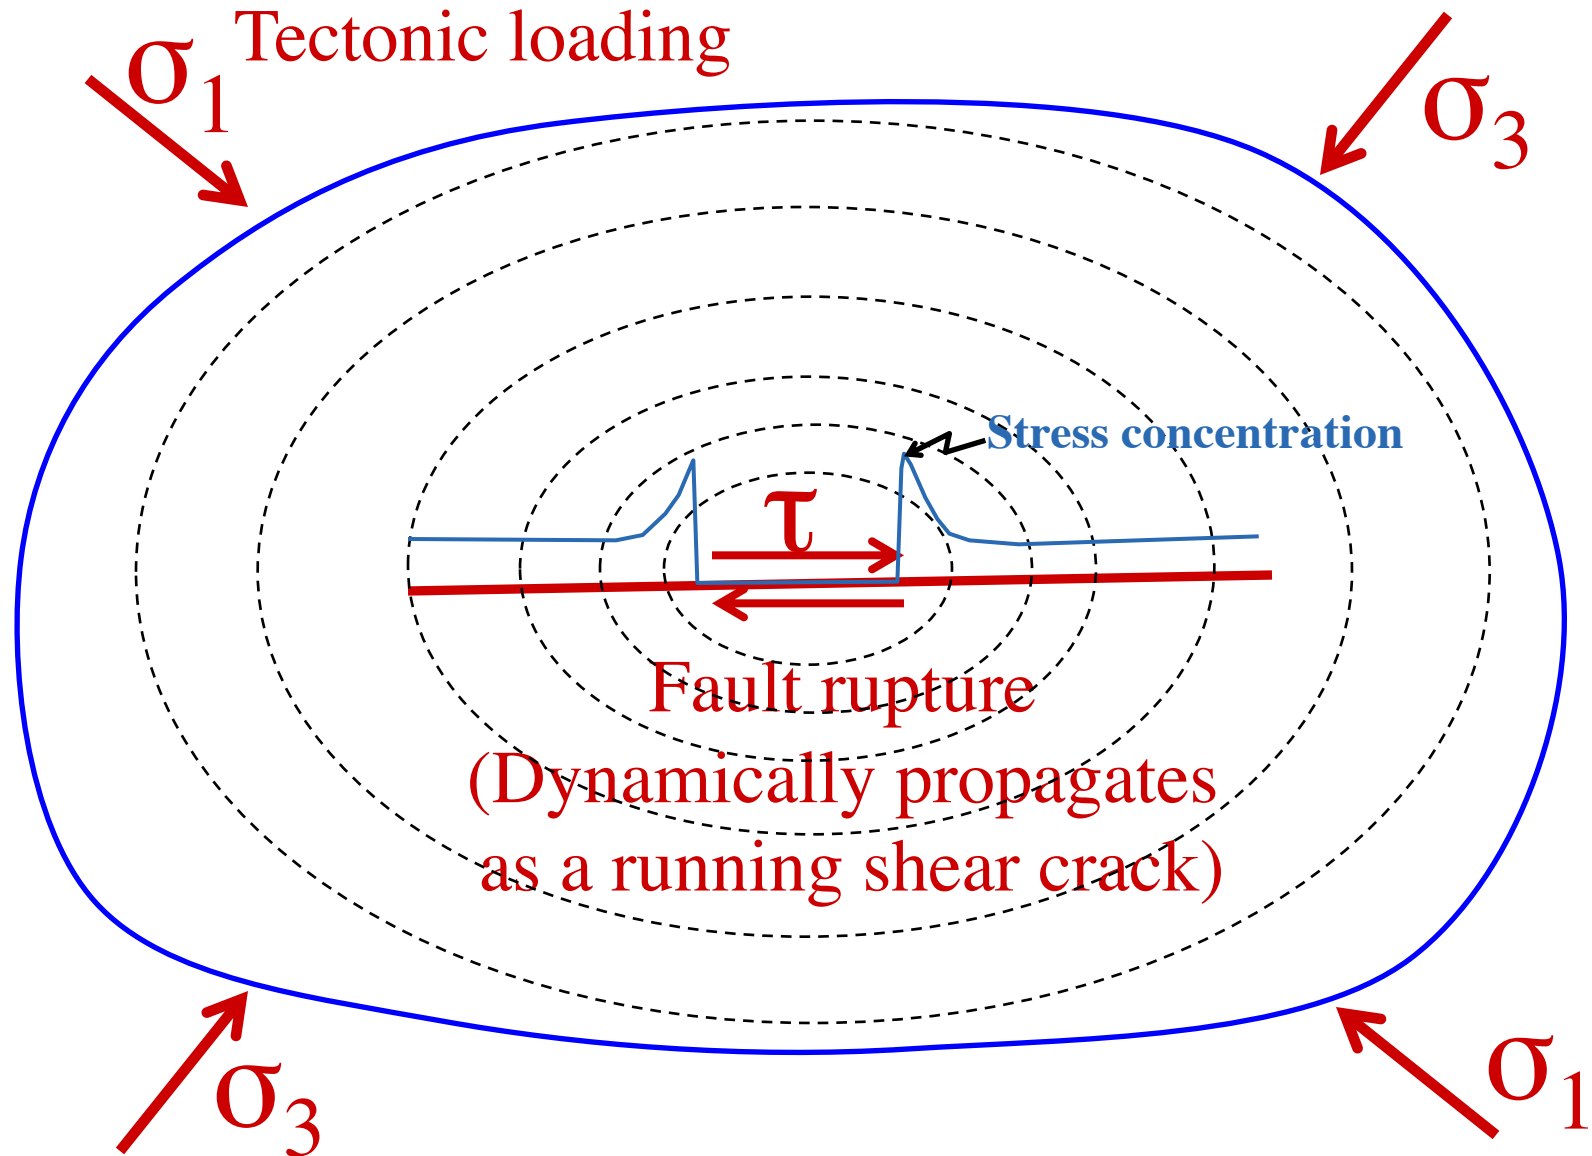 σ1 Tectonic loading
σ3
Stress concentration
τ
Fault rupture
(Dynamically propagates
as a running shear crack)
σ3
σ1